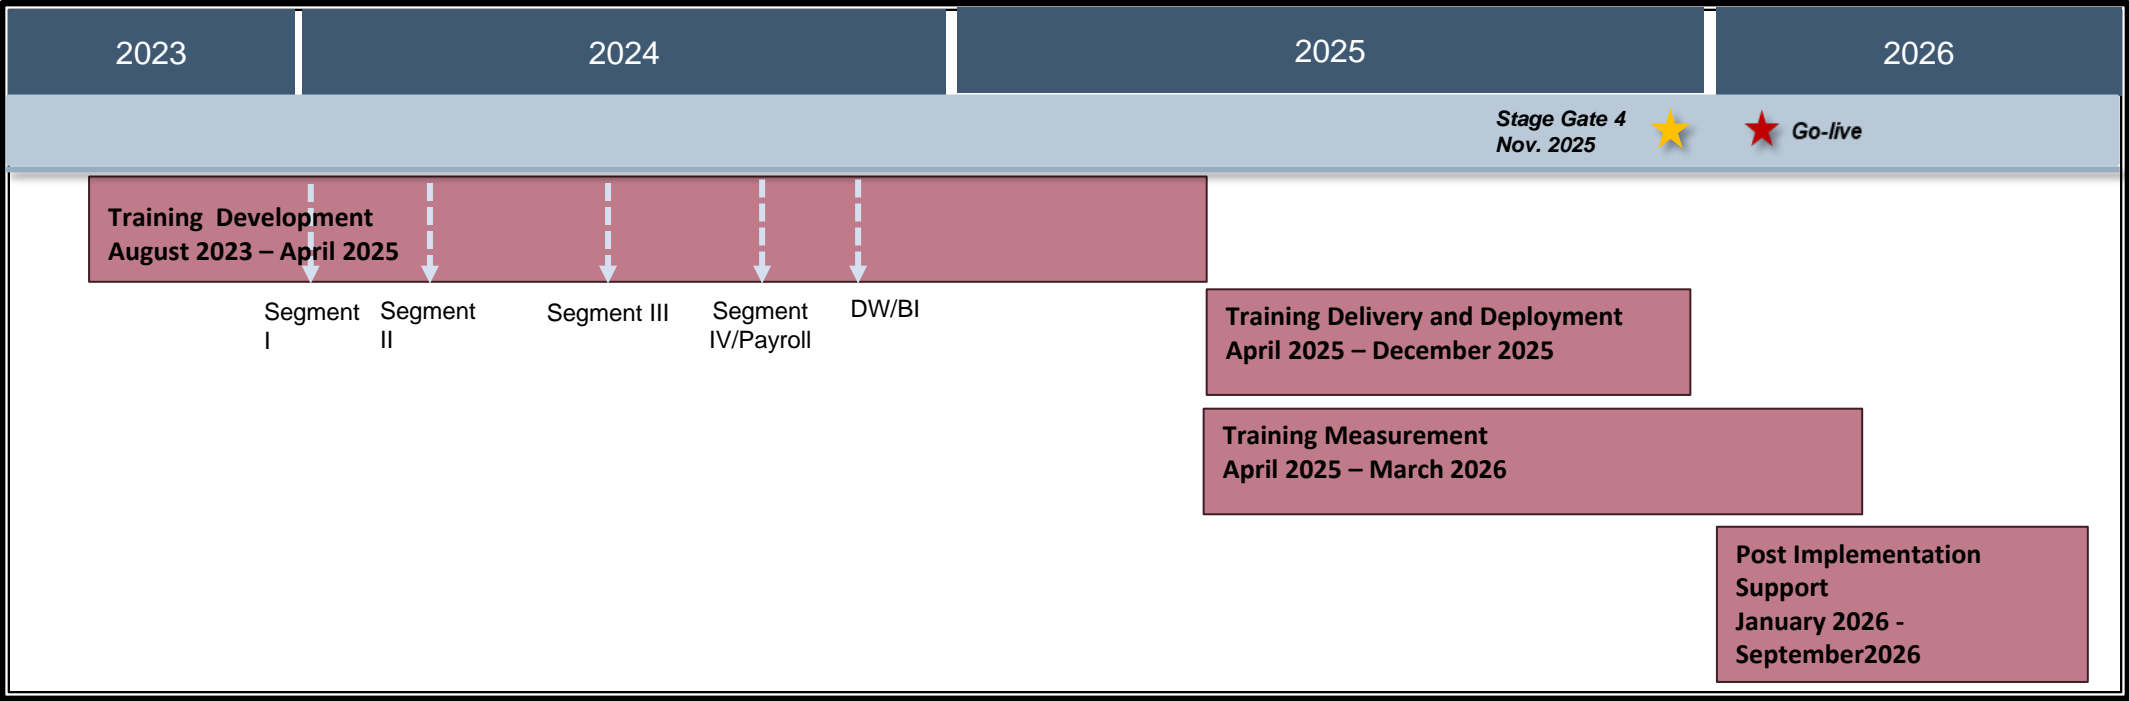 2023
2024
2025
2026
Stage Gate 4
Nov. 2025
Go-live
Training  Development
August 2023 – April 2025
Segment
I
Segment
II
Segment III
Segment
IV/Payroll
DW/BI
Training Delivery and Deployment
April 2025 – December 2025
Training Measurement
April 2025 – March 2026
Post Implementation
Support
January 2026 -
September2026